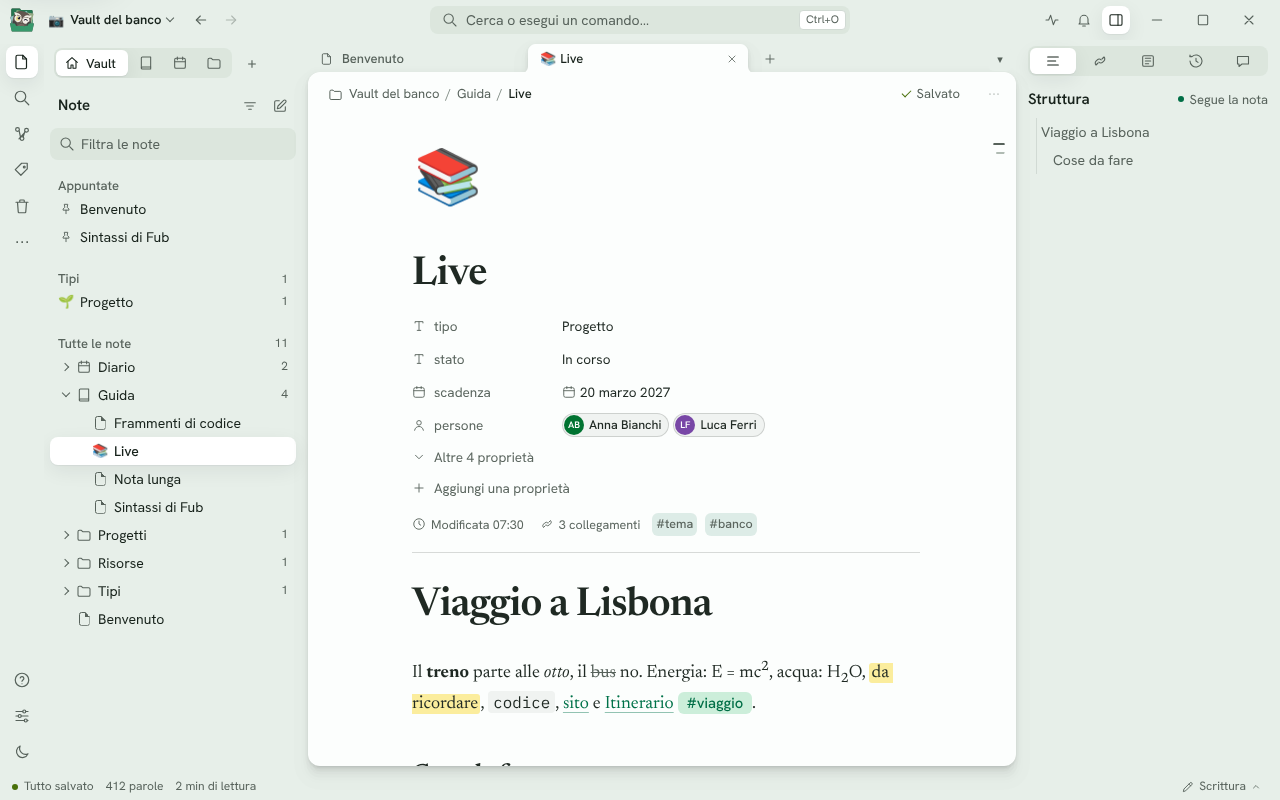 Vault del banco
Cerca o esegui un comando...
Ctrl+O
Vault
Benvenuto
Live
Note
Filtra le note
Appuntate
Benvenuto
Sintassi di Fub
Tipi 1
Progetto 1
Tutte le note 11
Diario 2
Guida 4
Frammenti di codice
Live
Nota lunga
Sintassi di Fub
Progetti 1
Risorse 1
Tipi 1
Benvenuto
Vault del banco / Guida / Live
Salvato
Live
tipo Progetto
stato In corso
scadenza 20 marzo 2027
persone AB Anna Bianchi LF Luca Ferri
Altre 4 proprietà
Aggiungi una proprietà
Modificata 07:30 3 collegamenti #tema #banco
Viaggio a Lisbona
Il treno parte alle otto, il bus no. Energia: E = mc², acqua: H₂O, da
ricordare, codice, sito e Itinerario #viaggio.
Struttura
Segue la nota
Viaggio a Lisbona
Cose da fare
Tutto salvato 412 parole 2 min di lettura
Scrittura